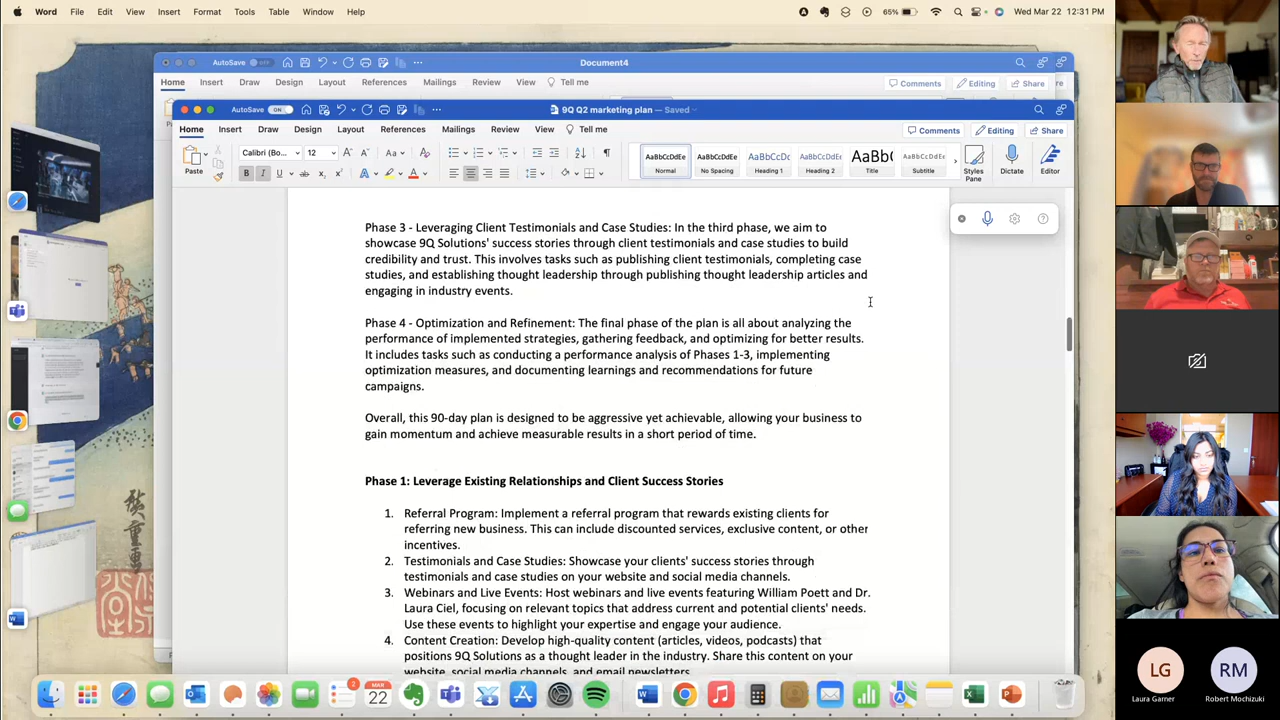 Word File Edit View Insert Format Tools Table Window Help
65% Wed Mar 22 12:31 PM
AutoSave OFF Document4
Home Insert Draw Design Layout References Mailings Review View Tell me Comments Editing Share
AutoSave ON 9Q Q2 marketing plan — Saved
Home Insert Draw Design Layout References Mailings Review View Tell me Comments Editing Share
Paste
Calibri (Bo... 12
AaBbCcDdEe AaBbCcDdEe AaBbCcDc AaBbCcDdEe AaBb( AaBbCcDdEe
Normal No Spacing Heading 1 Heading 2 Title Subtitle
Styles Pane
Dictate
Editor
Phase 3 - Leveraging Client Testimonials and Case Studies: In the third phase, we aim to
showcase 9Q Solutions' success stories through client testimonials and case studies to build
credibility and trust. This involves tasks such as publishing client testimonials, completing case
studies, and establishing thought leadership through publishing thought leadership articles and
engaging in industry events.
Phase 4 - Optimization and Refinement: The final phase of the plan is all about analyzing the
performance of implemented strategies, gathering feedback, and optimizing for better results.
It includes tasks such as conducting a performance analysis of Phases 1-3, implementing
optimization measures, and documenting learnings and recommendations for future
campaigns.
Overall, this 90-day plan is designed to be aggressive yet achievable, allowing your business to
gain momentum and achieve measurable results in a short period of time.
Phase 1: Leverage Existing Relationships and Client Success Stories
1. Referral Program: Implement a referral program that rewards existing clients for
referring new business. This can include discounted services, exclusive content, or other
incentives.
2. Testimonials and Case Studies: Showcase your clients' success stories through
testimonials and case studies on your website and social media channels.
3. Webinars and Live Events: Host webinars and live events featuring William Poett and Dr.
Laura Ciel, focusing on relevant topics that address current and potential clients' needs.
Use these events to highlight your expertise and engage your audience.
4. Content Creation: Develop high-quality content (articles, videos, podcasts) that
positions 9Q Solutions as a thought leader in the industry. Share this content on your
website, social media channels, and email newsletters.
MAR
22
LG
Laura Garner
RM
Robert Mochizuki